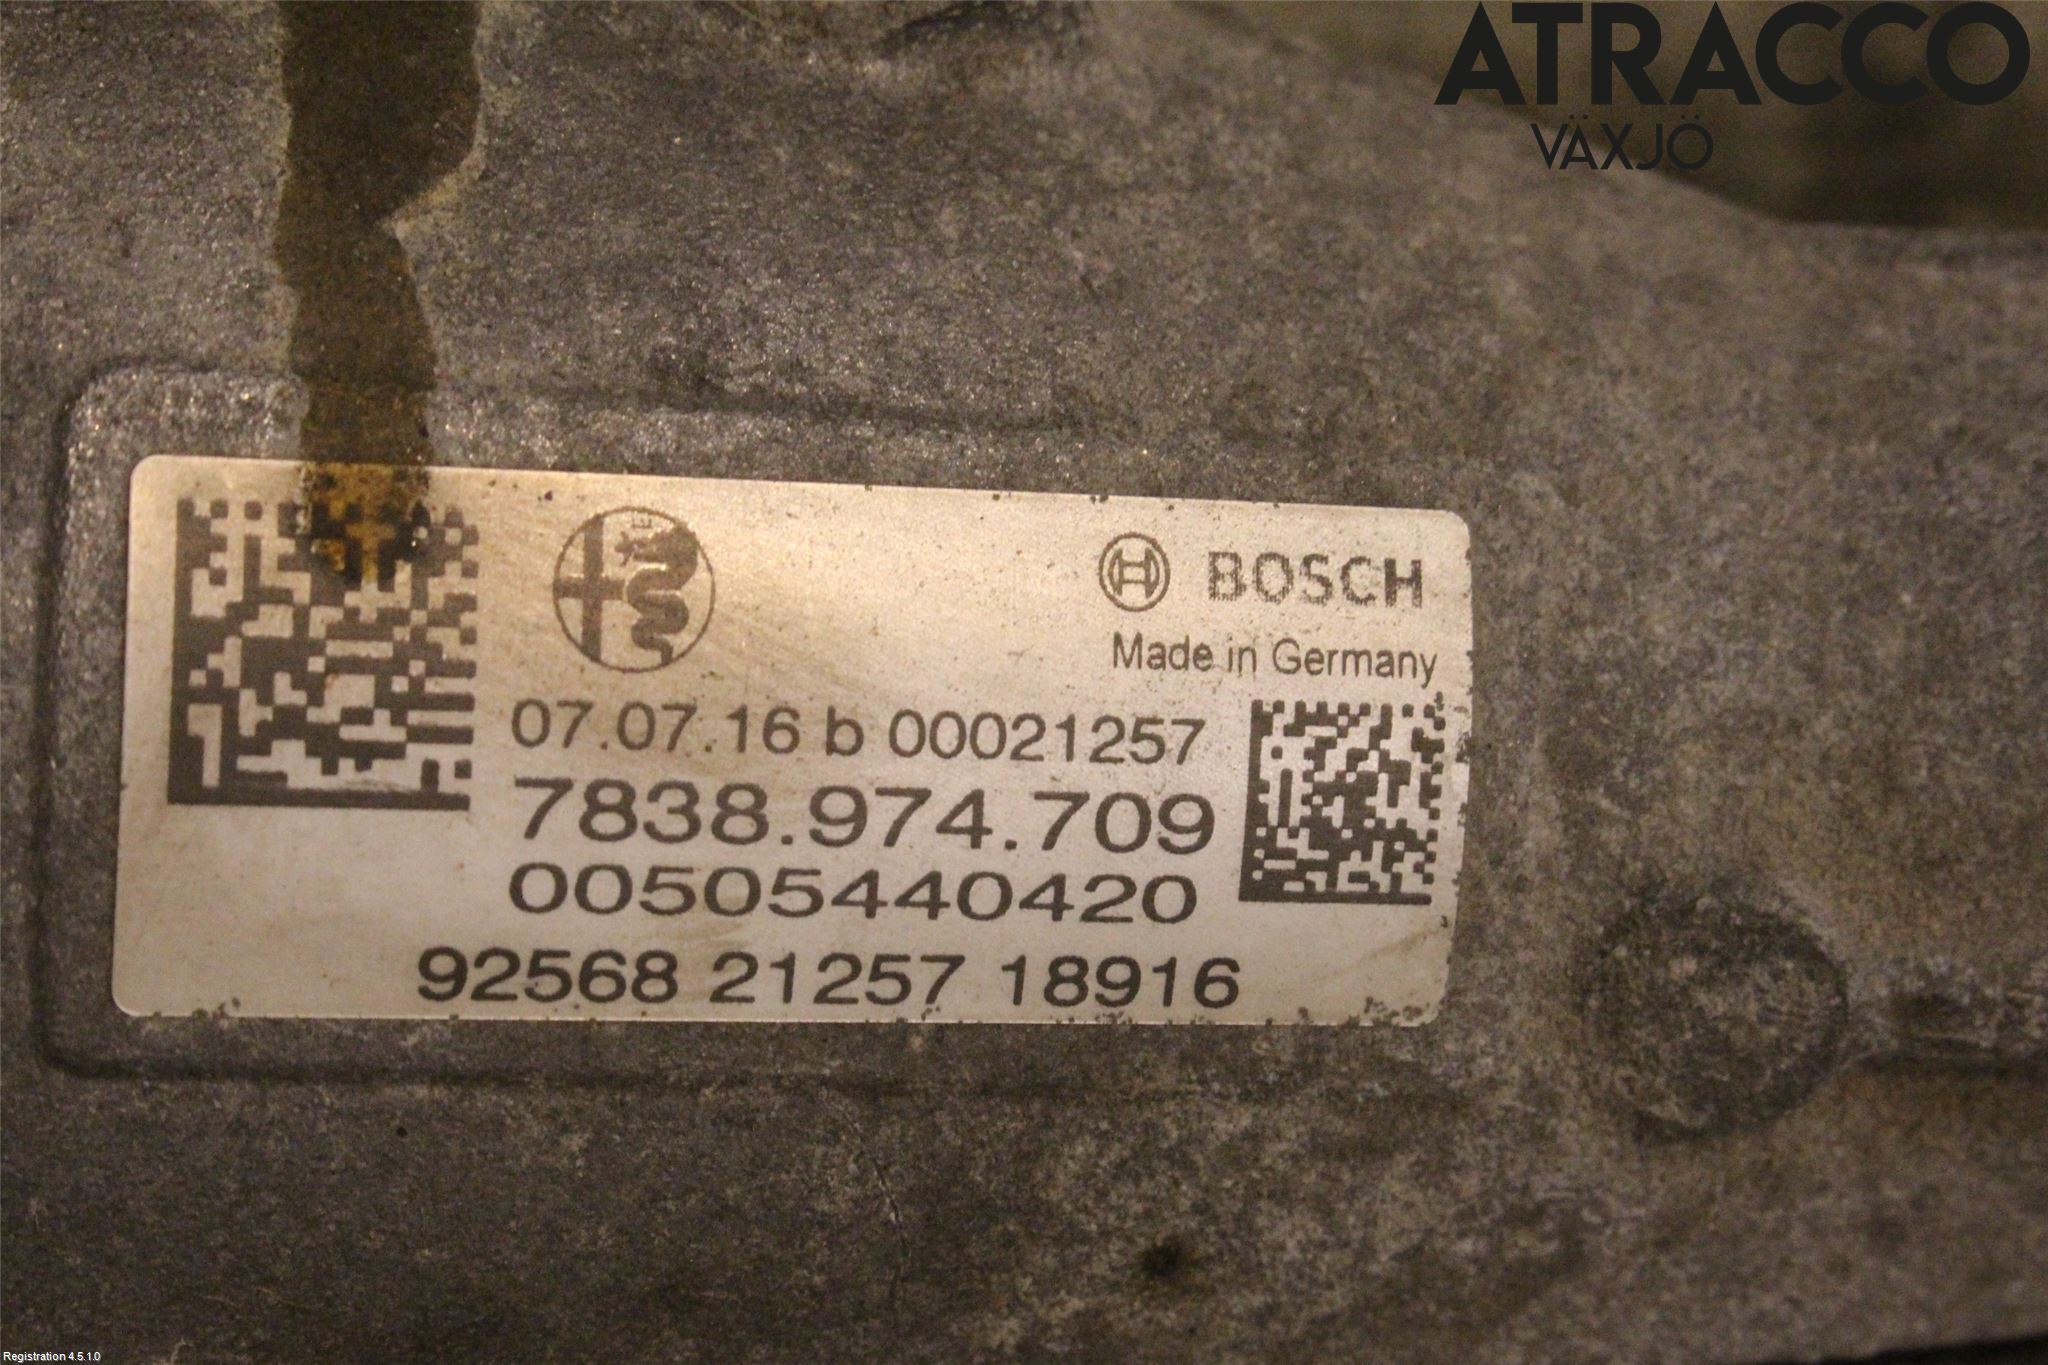 ATRACCO
VÄXJÖ
BOSCH
Made in Germany
07.07.16 b 00021257
7838.974.709
00505440420
92568 21257 18916
Registration 4.5.1.0